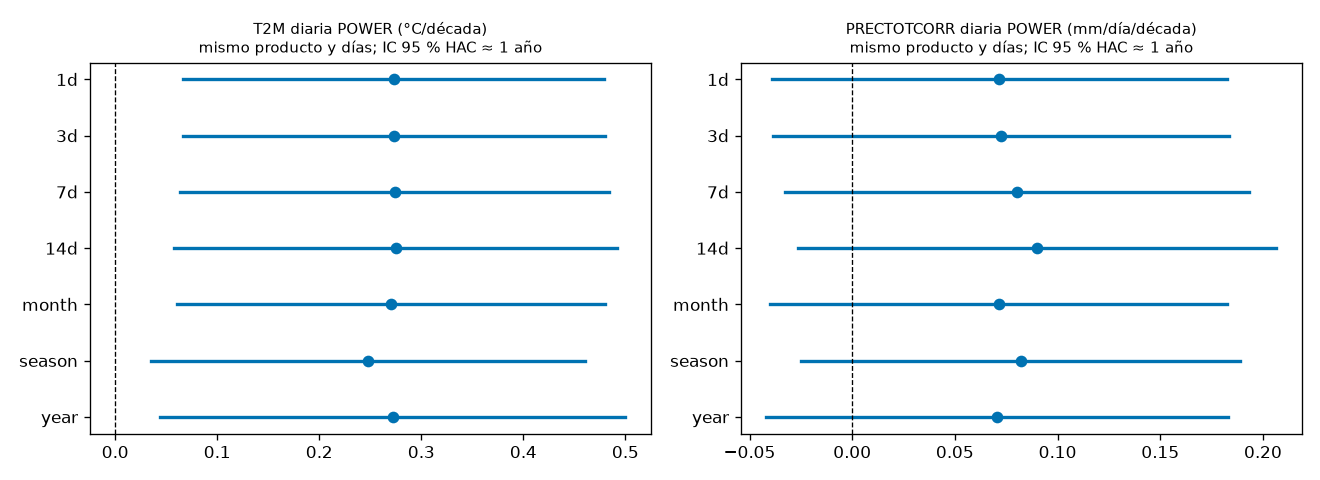 T2M diaria POWER (°C/década)
mismo producto y días; IC 95 % HAC ≈ 1 año
1d
3d
7d
14d
month
season
year
0.0 0.1 0.2 0.3 0.4 0.5
PRECTOTCORR diaria POWER (mm/día/década)
mismo producto y días; IC 95 % HAC ≈ 1 año
1d
3d
7d
14d
month
season
year
−0.05 0.00 0.05 0.10 0.15 0.20